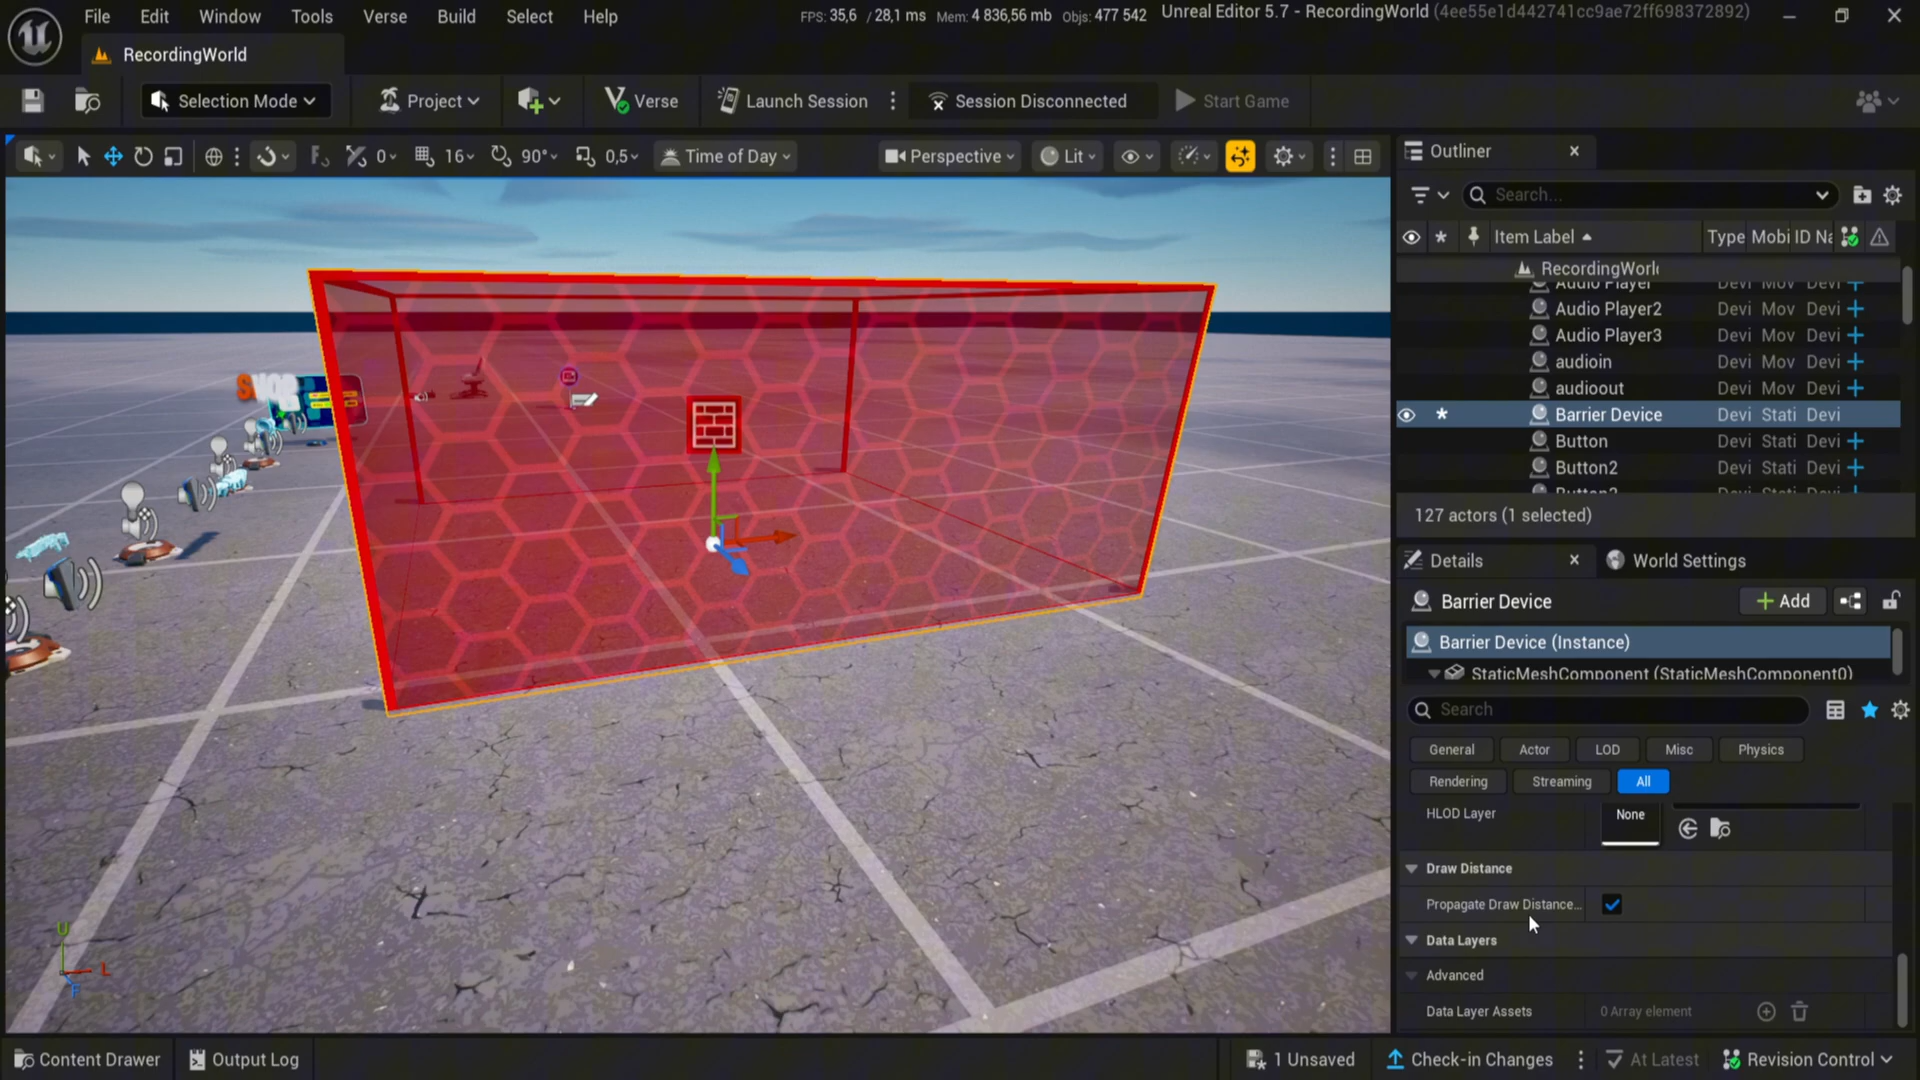 File Edit Window Tools Verse Build Select Help
FPS: 35,6 / 28,1 ms Mem: 4 836,56 mb Objs: 477 542
Unreal Editor 5.7 - RecordingWorld (4ee55e1d442741cc9ae72ff698372892)
RecordingWorld
Selection Mode
Project
Verse
Launch Session
Session Disconnected
Start Game
0
16
90°
0,5
Time of Day
Perspective
Lit
Outliner
Search...
Item Label Type Mobi ID Na
RecordingWorl
Audio Player Devi Mov Devi
Audio Player2 Devi Mov Devi
Audio Player3 Devi Mov Devi
audioin Devi Mov Devi
audioout Devi Mov Devi
Barrier Device Devi Stati Devi
Button Devi Stati Devi
Button2 Devi Stati Devi
127 actors (1 selected)
Details
World Settings
Barrier Device
Add
Barrier Device (Instance)
StaticMeshComponent (StaticMeshComponent0)
Search
General Actor LOD Misc Physics
Rendering Streaming All
HLOD Layer
None
Draw Distance
Propagate Draw Distance...
Data Layers
Advanced
Data Layer Assets 0 Array element
U
L
F
Content Drawer
Output Log
1 Unsaved
Check-in Changes
At Latest
Revision Control